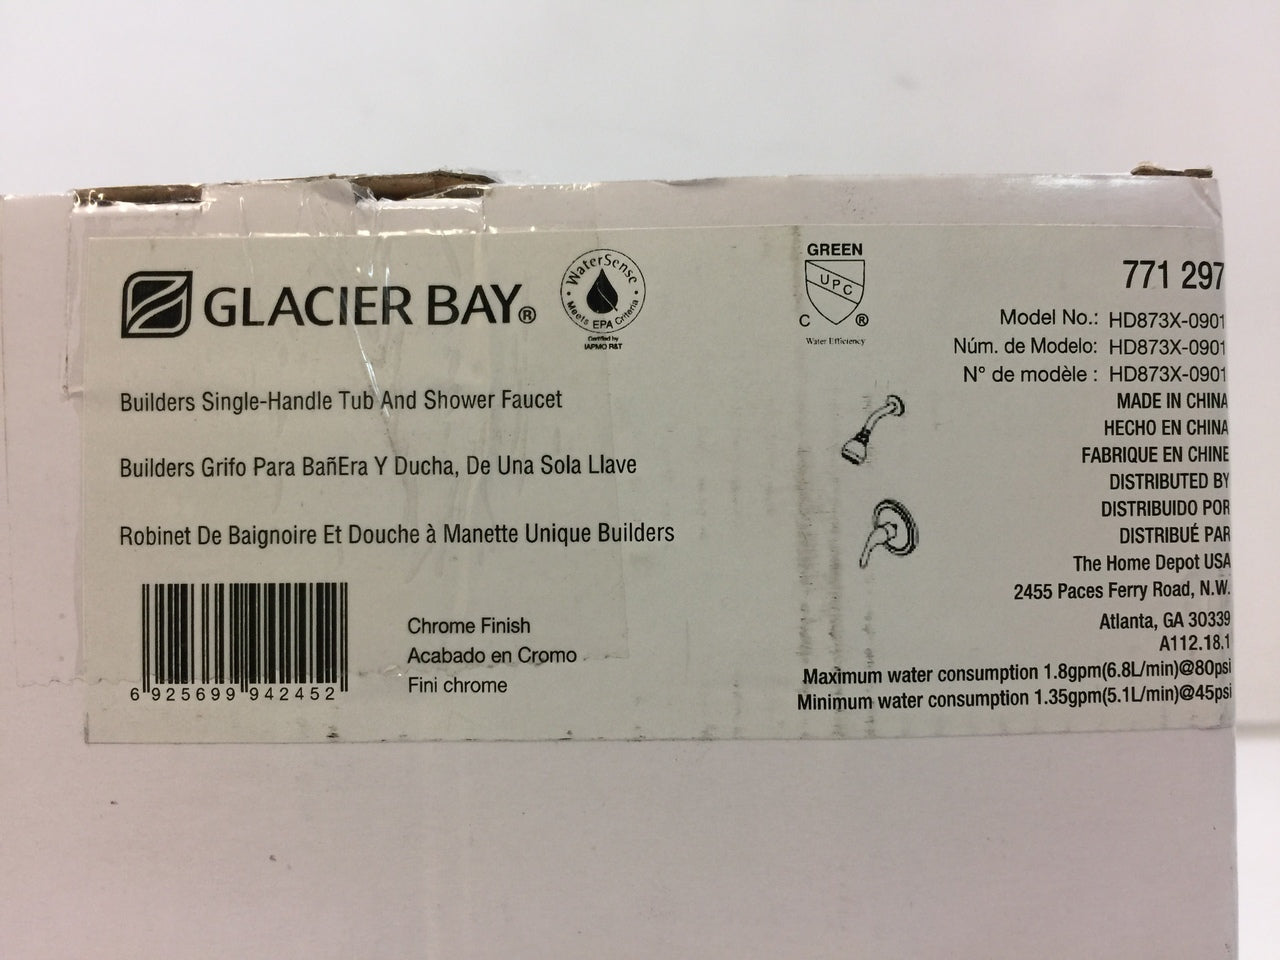 GLACIER BAY®
WaterSense
Meets EPA Criteria
Certified by
IAPMO R&T
GREEN
UPC
C ®
Water Efficiency
771 297
Model No.: HD873X-0901
Núm. de Modelo: HD873X-0901
N° de modèle : HD873X-0901
Builders Single-Handle Tub And Shower Faucet
Builders Grifo Para BañEra Y Ducha, De Una Sola Llave
Robinet De Baignoire Et Douche à Manette Unique Builders
6 925699 942452
Chrome Finish
Acabado en Cromo
Fini chrome
MADE IN CHINA
HECHO EN CHINA
FABRIQUE EN CHINE
DISTRIBUTED BY
DISTRIBUIDO POR
DISTRIBUÉ PAR
The Home Depot USA
2455 Paces Ferry Road, N.W.
Atlanta, GA 30339
A112.18.1
Maximum water consumption 1.8gpm(6.8L/min)@80psi
Minimum water consumption 1.35gpm(5.1L/min)@45psi